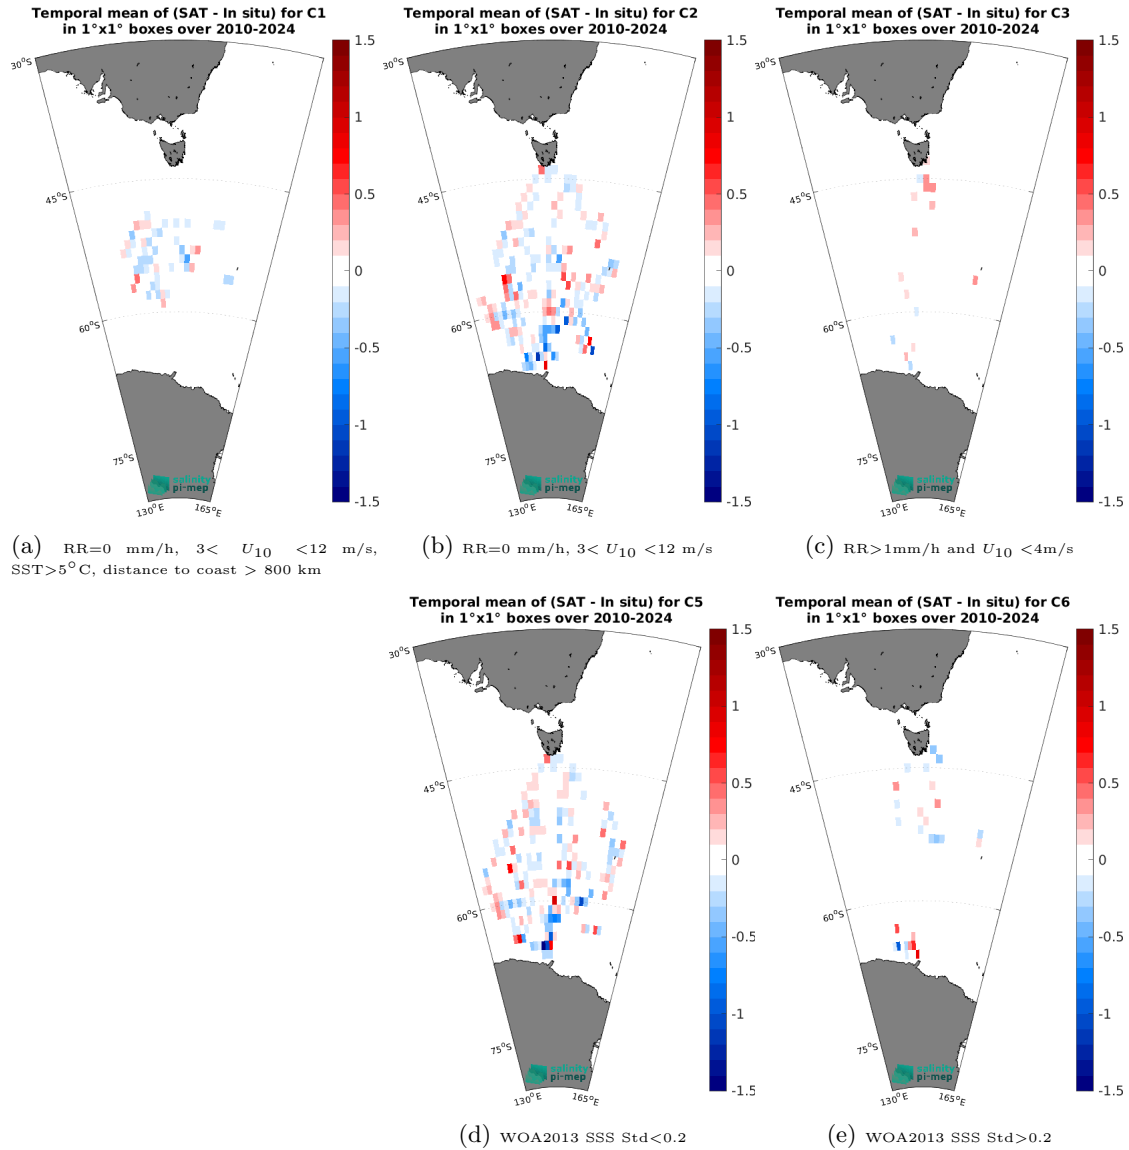 Temporal mean of (SAT - In situ) for C1
in 1°x1° boxes over 2010-2024
30°S
45°S
60°S
75°S
130°E
165°E
1.5
1
0.5
0
-0.5
-1
-1.5
salinity
pi-mep
(a) RR=0 mm/h, 3< U10 <12 m/s,
SST>5°C, distance to coast > 800 km
Temporal mean of (SAT - In situ) for C2
in 1°x1° boxes over 2010-2024
30°S
45°S
60°S
75°S
130°E
165°E
1.5
1
0.5
0
-0.5
-1
-1.5
salinity
pi-mep
(b) RR=0 mm/h, 3< U10 <12 m/s
Temporal mean of (SAT - In situ) for C3
in 1°x1° boxes over 2010-2024
30°S
45°S
60°S
75°S
130°E
165°E
1.5
1
0.5
0
-0.5
-1
-1.5
salinity
pi-mep
(c) RR>1mm/h and U10 <4m/s
Temporal mean of (SAT - In situ) for C5
in 1°x1° boxes over 2010-2024
30°S
45°S
60°S
75°S
130°E
165°E
1.5
1
0.5
0
-0.5
-1
-1.5
salinity
pi-mep
(d) WOA2013 SSS Std<0.2
Temporal mean of (SAT - In situ) for C6
in 1°x1° boxes over 2010-2024
30°S
45°S
60°S
75°S
130°E
165°E
1.5
1
0.5
0
-0.5
-1
-1.5
salinity
pi-mep
(e) WOA2013 SSS Std>0.2